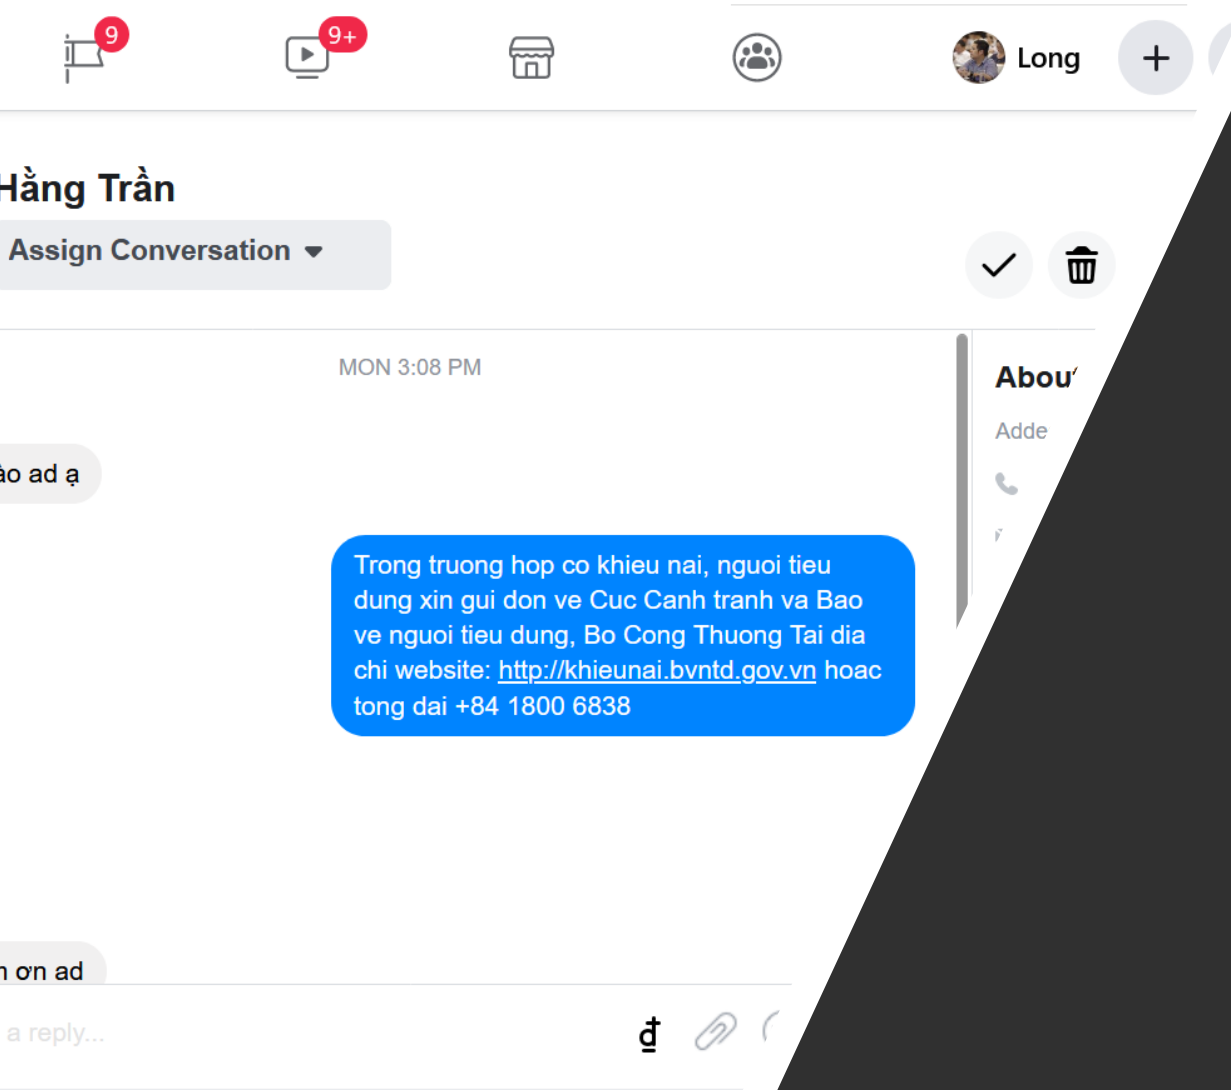 9
9+
Long
Hằng Trần
Assign Conversation
MON 3:08 PM
ad ạ
Trong truong hop co khieu nai, nguoi tieu
dung xin gui don ve Cuc Canh tranh va Bao
ve nguoi tieu dung, Bo Cong Thuong Tai dia
chi website: http://khieunai.bvntd.gov.vn hoac
tong dai +84 1800 6838
Abou
Adde
ơn ad
a reply...
đ